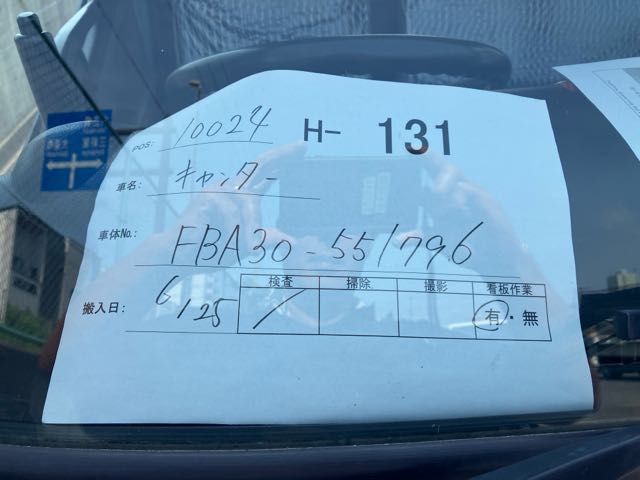 POS: 10024 H- 131
車名: キャンター
車体No.: FBA30-551796
搬入日: 6/25
検査 掃除 撮影 看板作業
/ 有・無